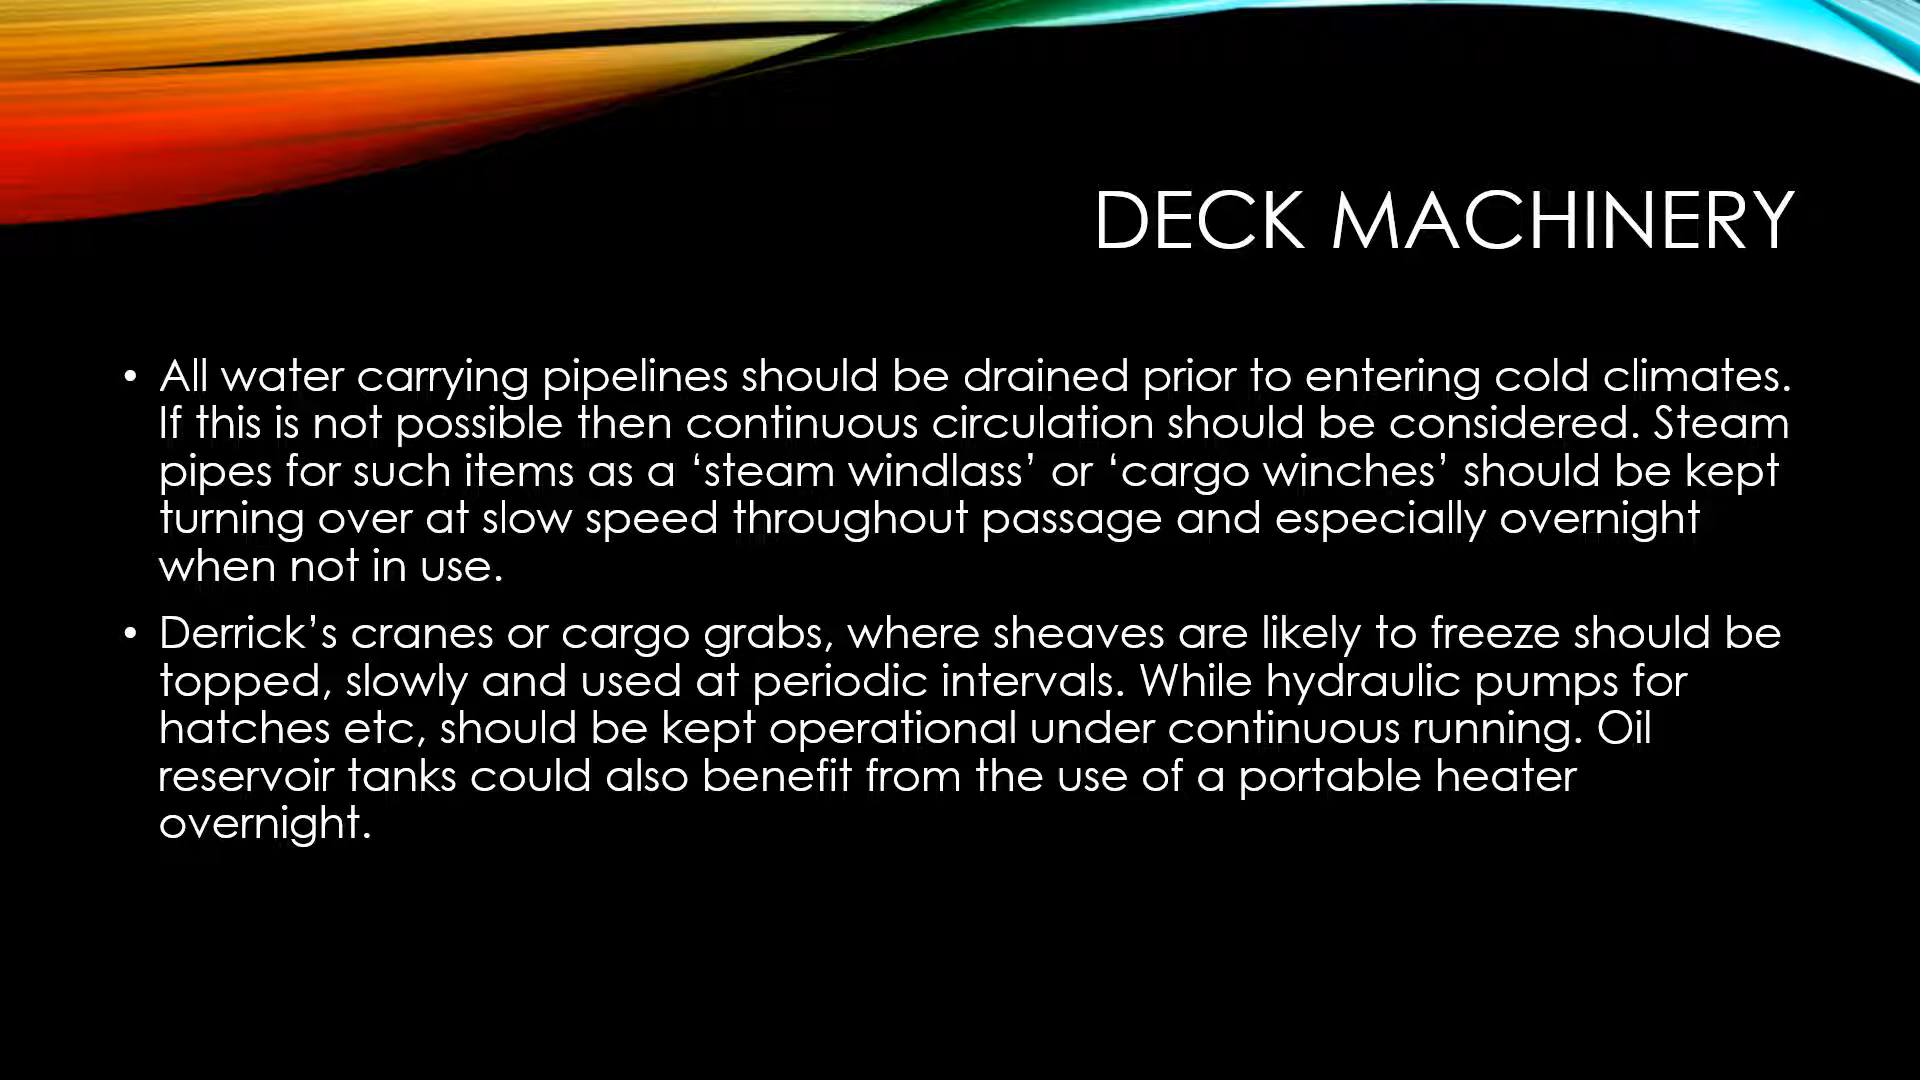 DECK MACHINERY
• All water carrying pipelines should be drained prior to entering cold climates.
If this is not possible then continuous circulation should be considered. Steam
pipes for such items as a ‘steam windlass’ or ‘cargo winches’ should be kept
turning over at slow speed throughout passage and especially overnight
when not in use.
• Derrick’s cranes or cargo grabs, where sheaves are likely to freeze should be
topped, slowly and used at periodic intervals. While hydraulic pumps for
hatches etc, should be kept operational under continuous running. Oil
reservoir tanks could also benefit from the use of a portable heater
overnight.